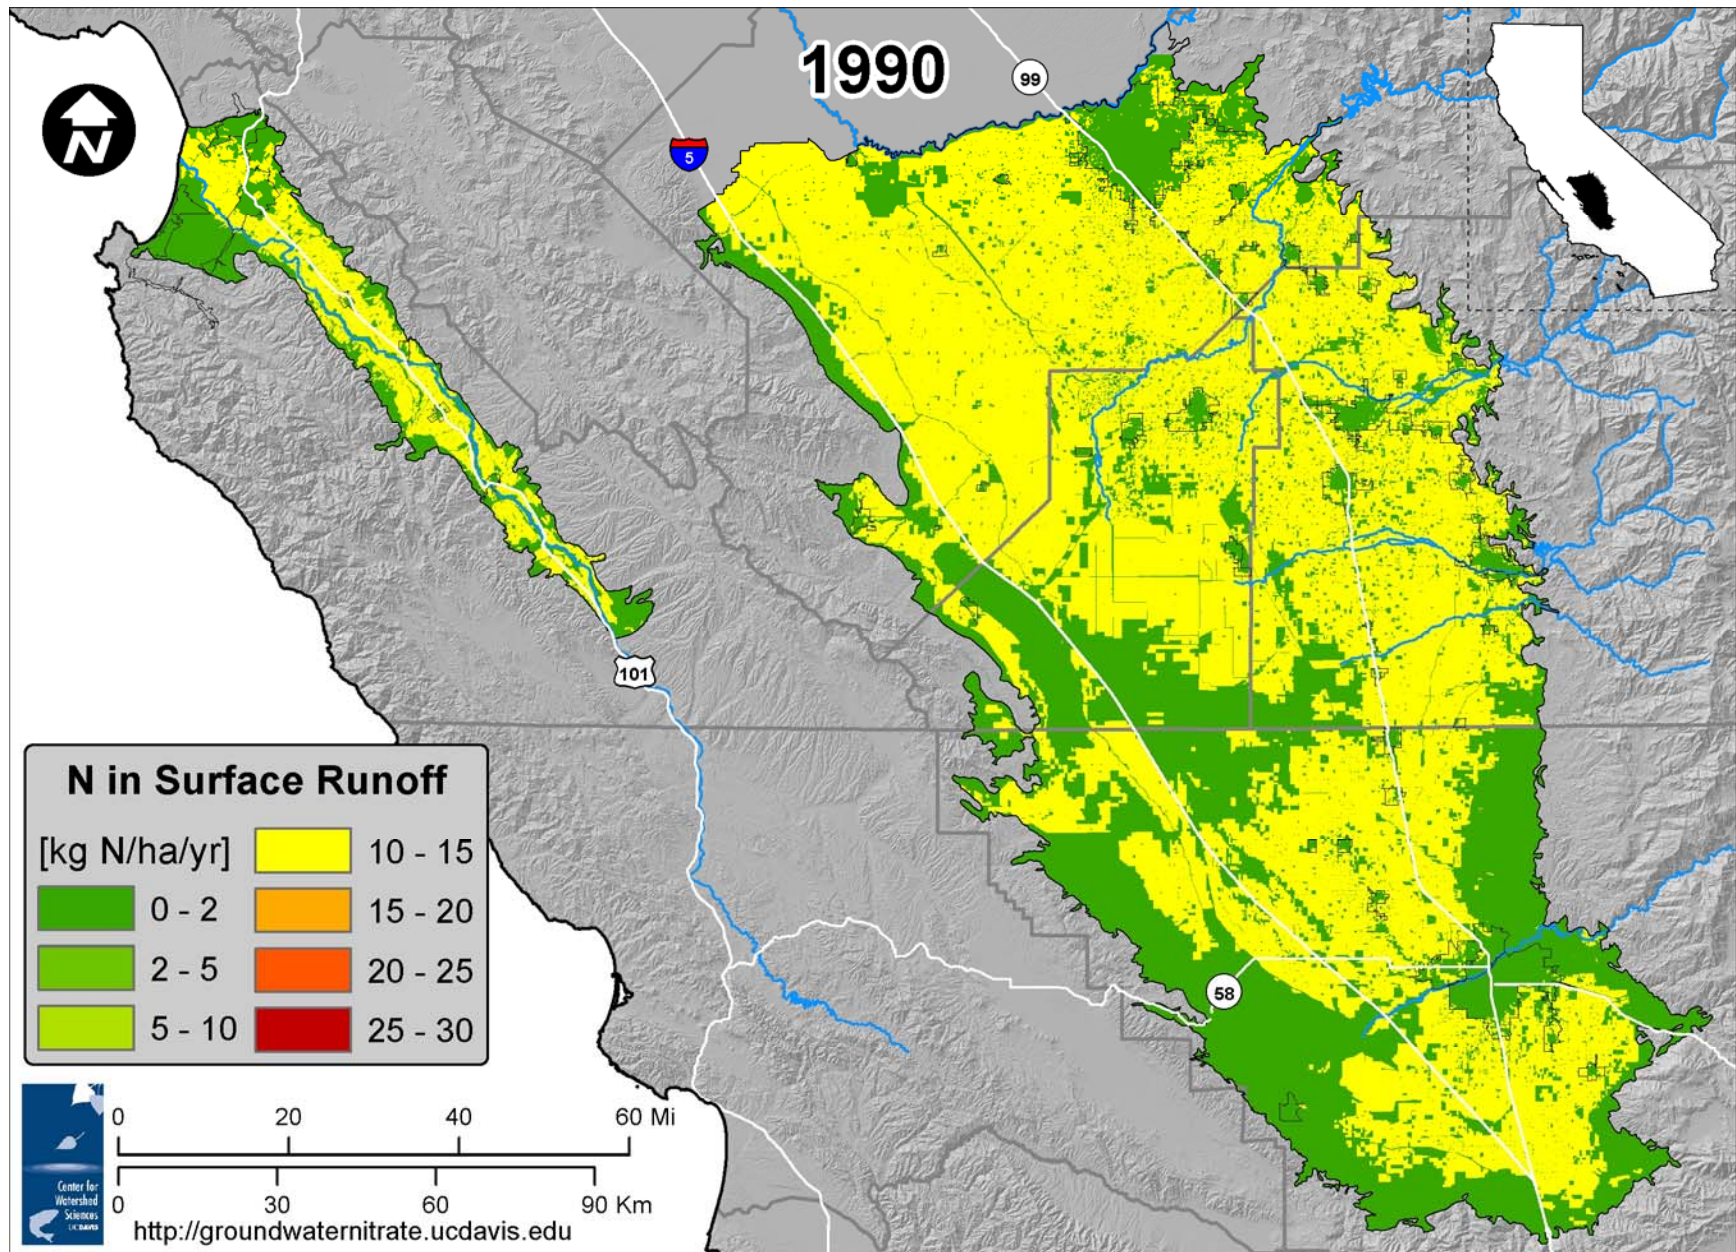 1990
99
N
5
101
58
N in Surface Runoff
[kg N/ha/yr]
0 - 2
2 - 5
5 - 10
10 - 15
15 - 20
20 - 25
25 - 30
0 20 40 60 Mi
0 30 60 90 Km
Center for
Watershed
Sciences
UC DAVIS
http://groundwaternitrate.ucdavis.edu